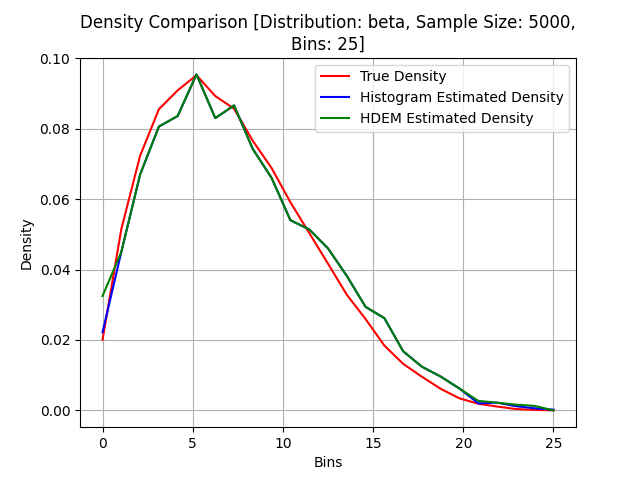 Density Comparison [Distribution: beta, Sample Size: 5000,
Bins: 25]
True Density
Histogram Estimated Density
HDEM Estimated Density
Density
0.10
0.08
0.06
0.04
0.02
0.00
0 5 10 15 20 25
Bins